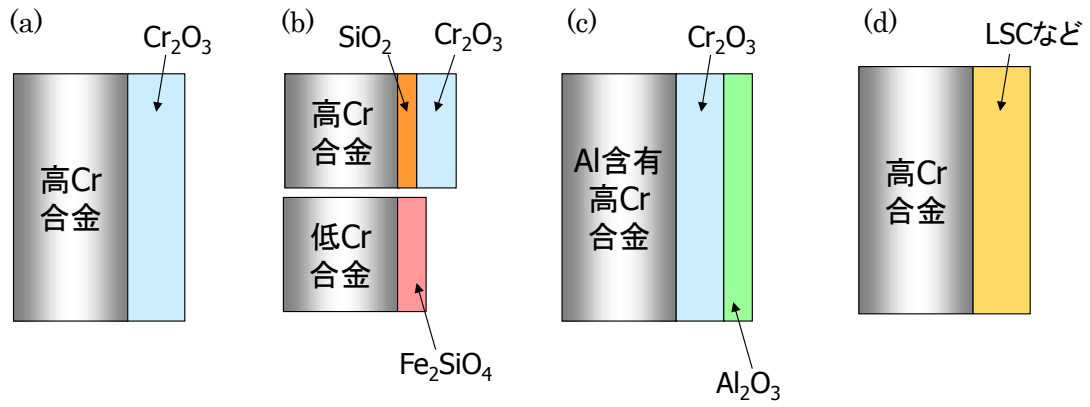 (a)
Cr₂O₃
高Cr
合金
(b)
SiO₂
Cr₂O₃
高Cr
合金
低Cr
合金
Fe₂SiO₄
(c)
Cr₂O₃
Al含有
高Cr
合金
Al₂O₃
(d)
LSCなど
高Cr
合金